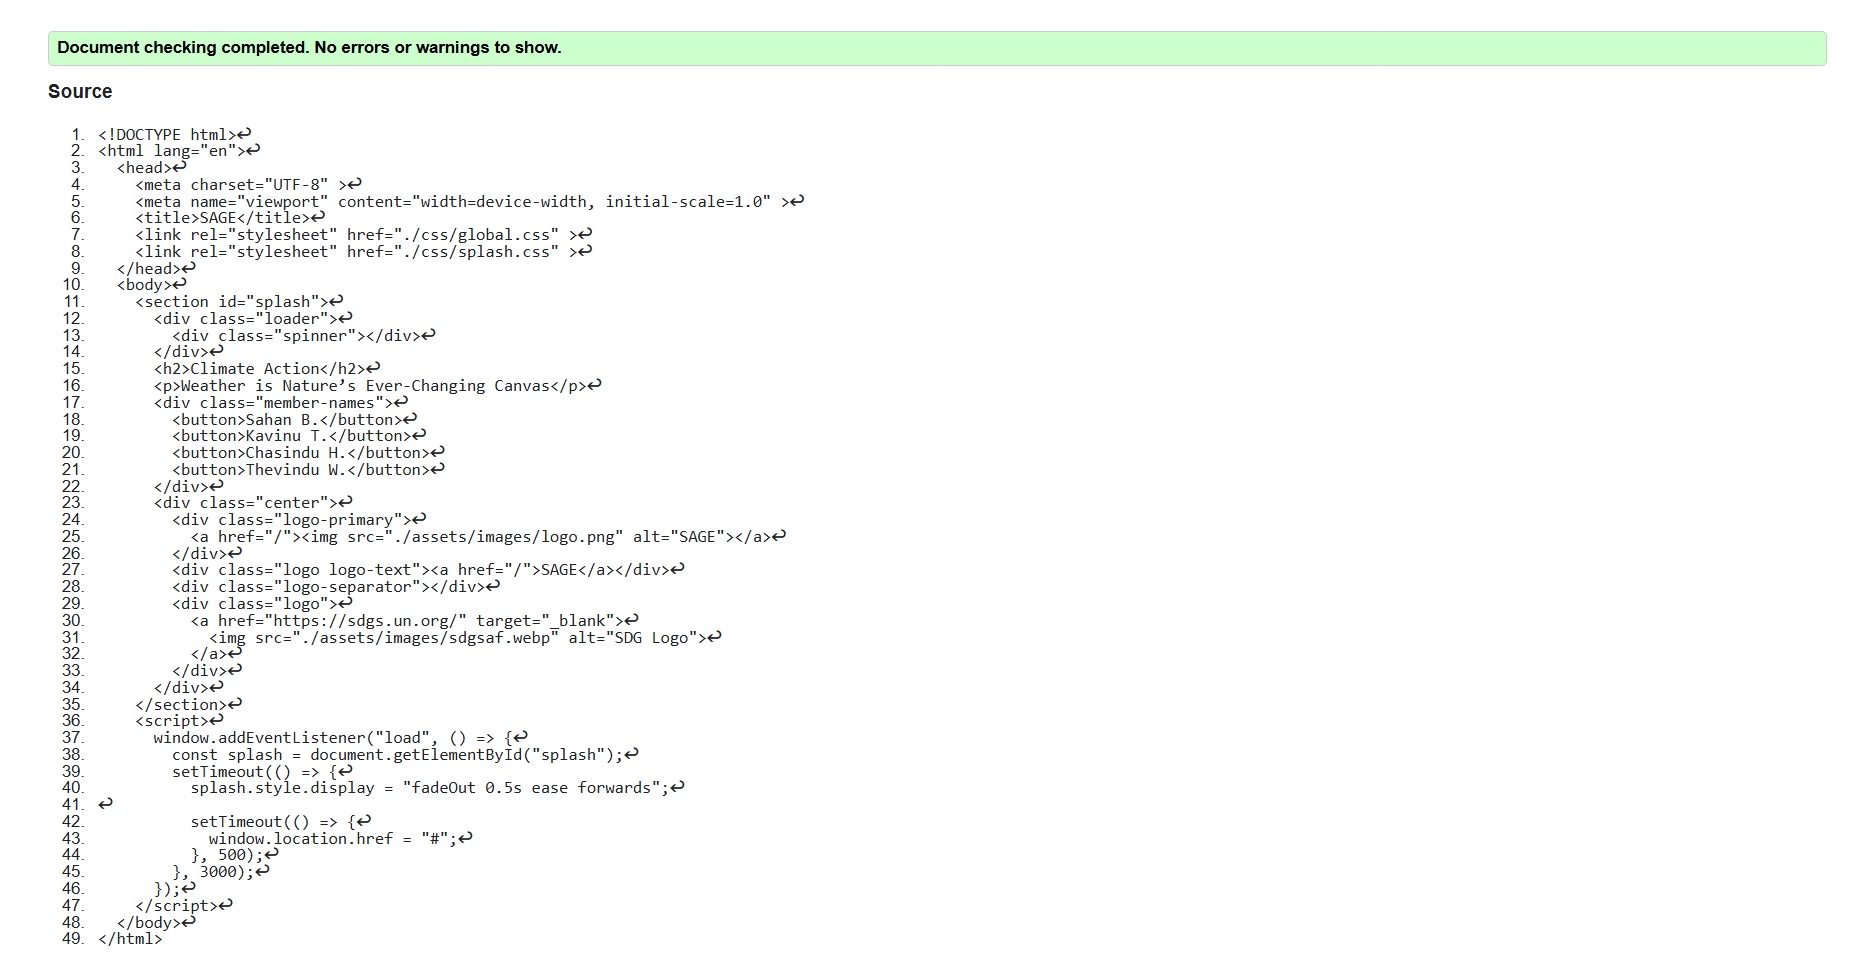 Document checking completed. No errors or warnings to show.
Source
1. <!DOCTYPE html>↩
2. <html lang="en">↩
3.   <head>↩
4.     <meta charset="UTF-8" >↩
5.     <meta name="viewport" content="width=device-width, initial-scale=1.0" >↩
6.     <title>SAGE</title>↩
7.     <link rel="stylesheet" href="./css/global.css" >↩
8.     <link rel="stylesheet" href="./css/splash.css" >↩
9.   </head>↩
10.   <body>↩
11.     <section id="splash">↩
12.       <div class="loader">↩
13.         <div class="spinner"></div>↩
14.       </div>↩
15.       <h2>Climate Action</h2>↩
16.       <p>Weather is Nature’s Ever-Changing Canvas</p>↩
17.       <div class="member-names">↩
18.         <button>Sahan B.</button>↩
19.         <button>Kavinu T.</button>↩
20.         <button>Chasindu H.</button>↩
21.         <button>Thevindu W.</button>↩
22.       </div>↩
23.       <div class="center">↩
24.         <div class="logo-primary">↩
25.           <a href="/"><img src="./assets/images/logo.png" alt="SAGE"></a>↩
26.         </div>↩
27.         <div class="logo logo-text"><a href="/">SAGE</a></div>↩
28.         <div class="logo-separator"></div>↩
29.         <div class="logo">↩
30.           <a href="https://sdgs.un.org/" target="_blank">↩
31.             <img src="./assets/images/sdgsaf.webp" alt="SDG Logo">↩
32.           </a>↩
33.         </div>↩
34.       </div>↩
35.     </section>↩
36.     <script>↩
37.       window.addEventListener("load", () => {↩
38.         const splash = document.getElementById("splash");↩
39.         setTimeout(() => {↩
40.           splash.style.display = "fadeOut 0.5s ease forwards";↩
41. ↩
42.           setTimeout(() => {↩
43.             window.location.href = "#";↩
44.           }, 500);↩
45.         }, 3000);↩
46.       });↩
47.     </script>↩
48.   </body>↩
49. </html>